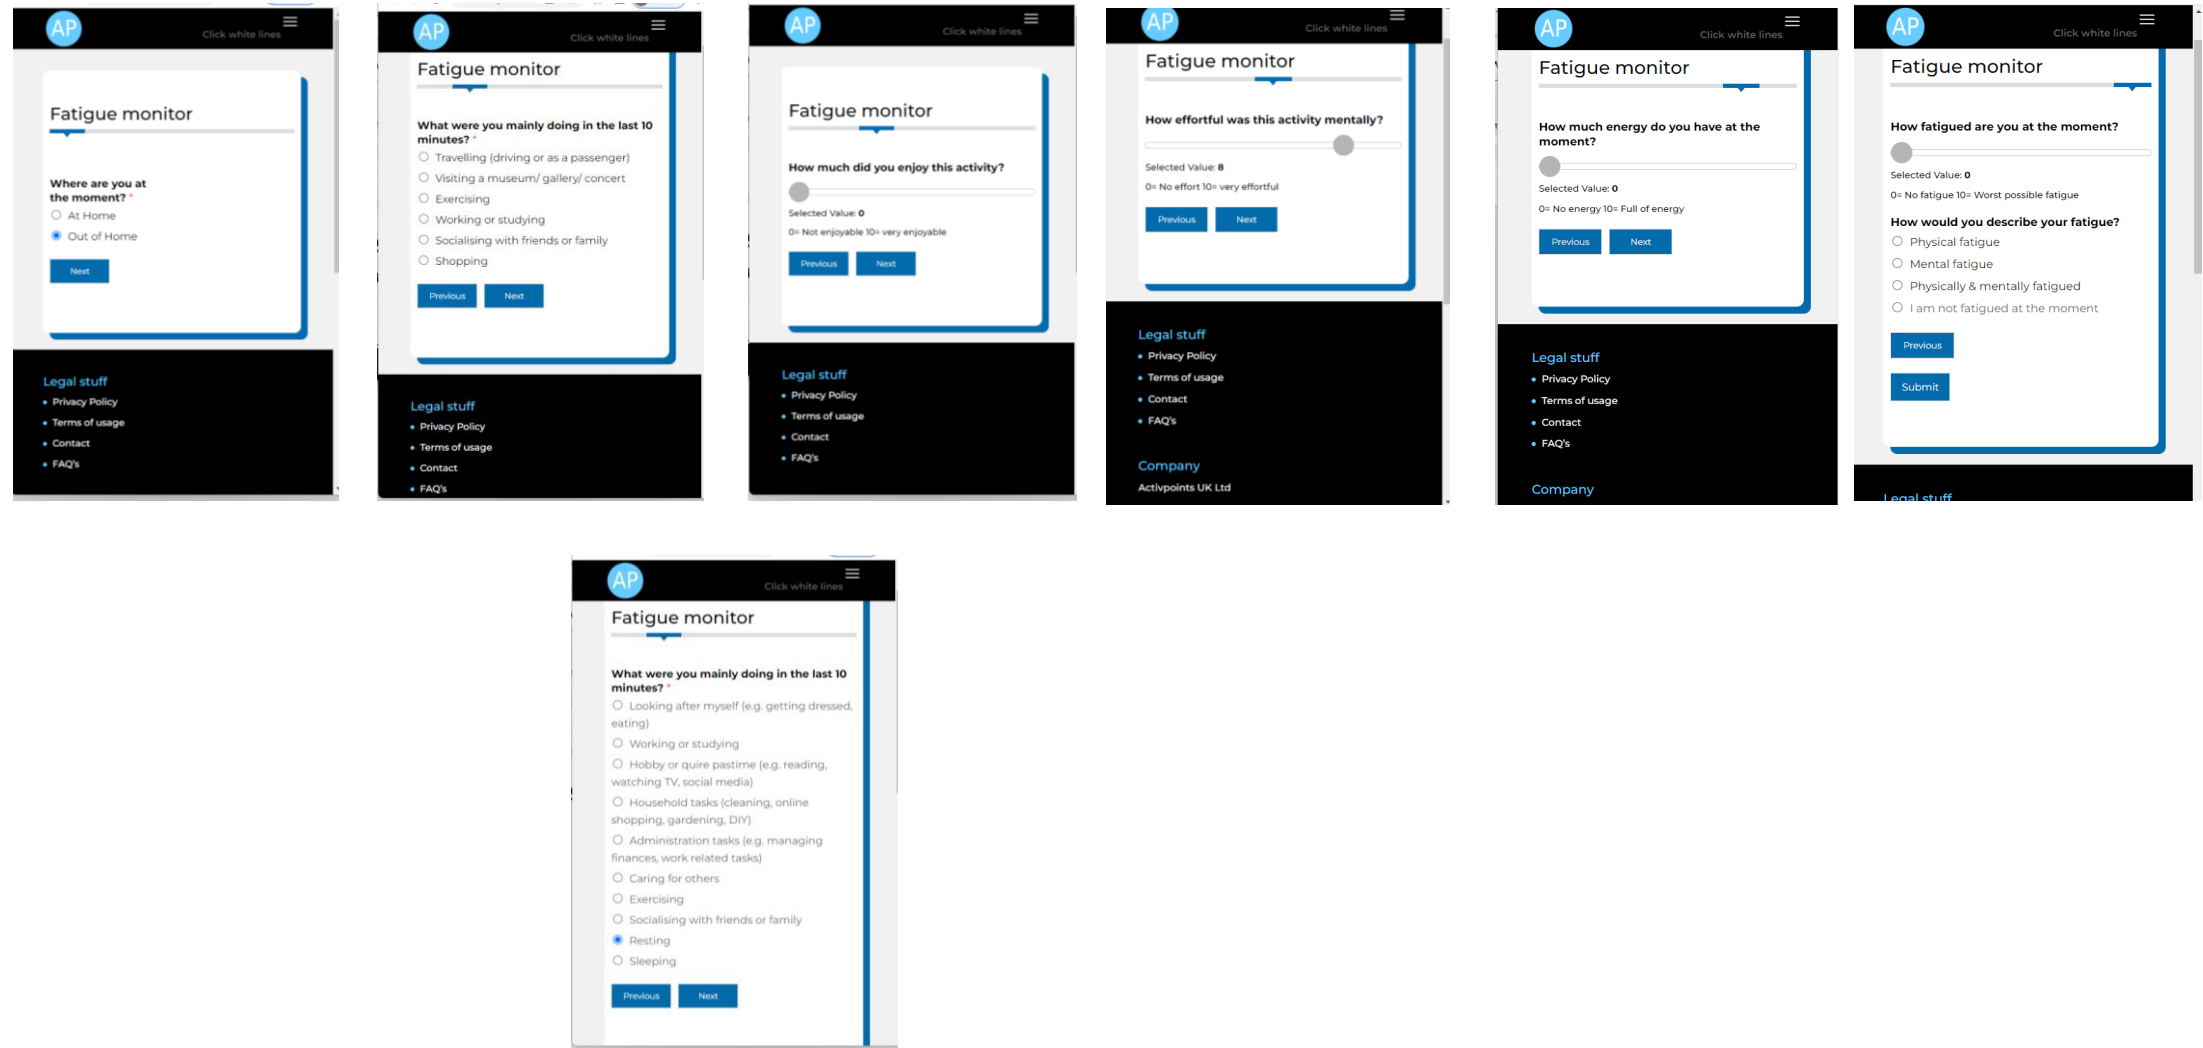 AP
Click white lines
Fatigue monitor
Where are you at
the moment? *
At Home
Out of Home
Next
Legal stuff
Privacy Policy
Terms of usage
Contact
FAQ's
AP
Click white lines
Fatigue monitor
What were you mainly doing in the last 10
minutes? *
Travelling (driving or as a passenger)
Visiting a museum/ gallery/ concert
Exercising
Working or studying
Socialising with friends or family
Shopping
Previous
Next
Legal stuff
Privacy Policy
Terms of usage
Contact
FAQ's
AP
Click white lines
Fatigue monitor
How much did you enjoy this activity?
Selected Value: 0
0= Not enjoyable 10= very enjoyable
Previous
Next
Legal stuff
Privacy Policy
Terms of usage
Contact
FAQ's
AP
Click white lines
Fatigue monitor
How effortful was this activity mentally?
Selected Value: 8
0= No effort 10= very effortful
Previous
Next
Legal stuff
Privacy Policy
Terms of usage
Contact
FAQ's
Company
Activpoints UK Ltd
AP
Click white lines
Fatigue monitor
How much energy do you have at the
moment?
Selected Value: 0
0= No energy 10= Full of energy
Previous
Next
Legal stuff
Privacy Policy
Terms of usage
Contact
FAQ's
Company
AP
Click white lines
Fatigue monitor
How fatigued are you at the moment?
Selected Value: 0
0= No fatigue 10= Worst possible fatigue
How would you describe your fatigue?
Physical fatigue
Mental fatigue
Physically & mentally fatigued
I am not fatigued at the moment
Previous
Submit
Legal stuff
AP
Click white lines
Fatigue monitor
What were you mainly doing in the last 10
minutes? *
Looking after myself (e.g. getting dressed,
eating)
Working or studying
Hobby or quire pastime (e.g. reading,
watching TV, social media)
Household tasks (cleaning, online
shopping, gardening, DIY)
Administration tasks (e.g. managing
finances, work related tasks)
Caring for others
Exercising
Socialising with friends or family
Resting
Sleeping
Previous
Next